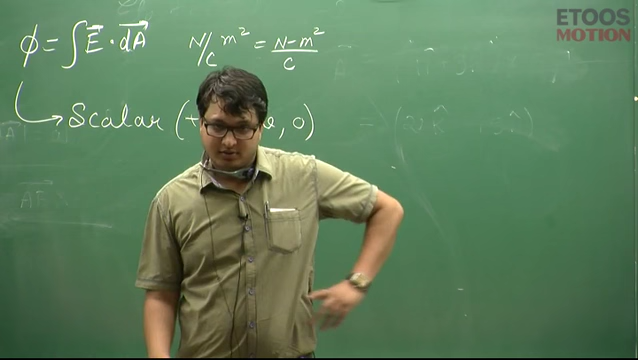 ETOOS
MOTION
ϕ = ∫ E⃗ · dA⃗ N/C m² = N-m²/C
↳ Scalar (+ , 0)